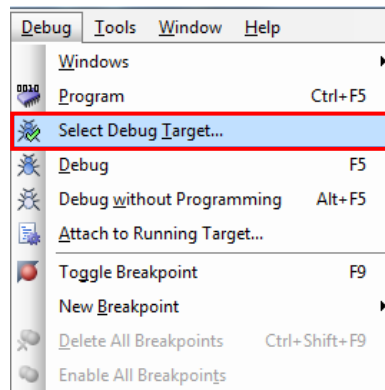 Debug Tools Window Help
Windows
0010 Program Ctrl+F5
Select Debug Target...
Debug F5
Debug without Programming Alt+F5
Attach to Running Target...
Toggle Breakpoint F9
New Breakpoint
Delete All Breakpoints Ctrl+Shift+F9
Enable All Breakpoints